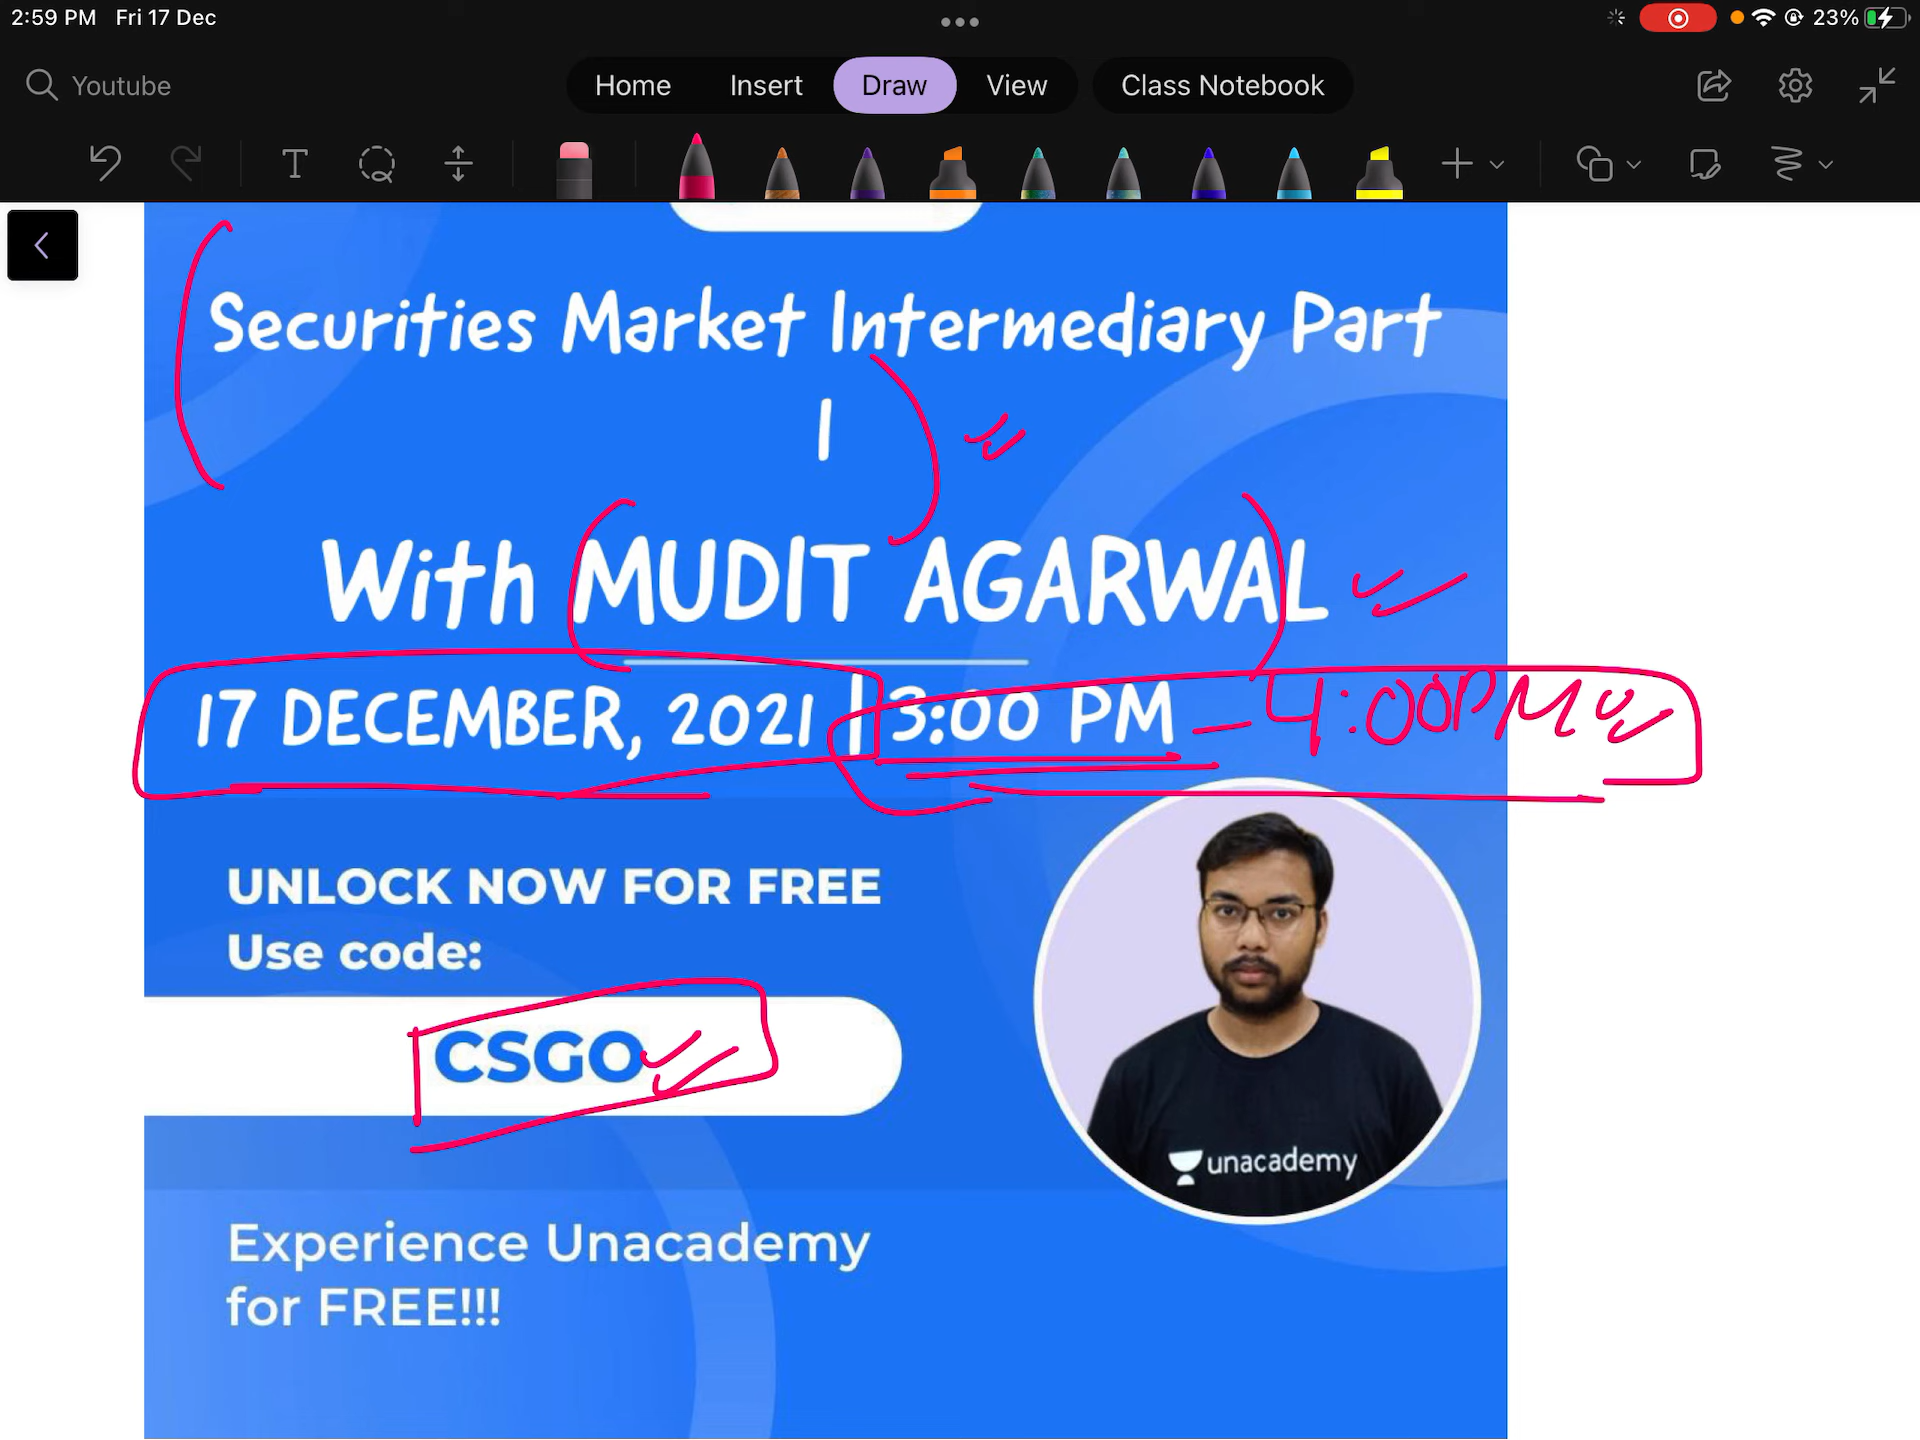 2:59 PM Fri 17 Dec 23%
Youtube Home Insert Draw View Class Notebook
T
Securities Market Intermediary Part
I
With MUDIT AGARWAL
17 DECEMBER, 2021 | 3:00 PM - 4:00PM
UNLOCK NOW FOR FREE
Use code:
CSGO
unacademy
Experience Unacademy
for FREE!!!